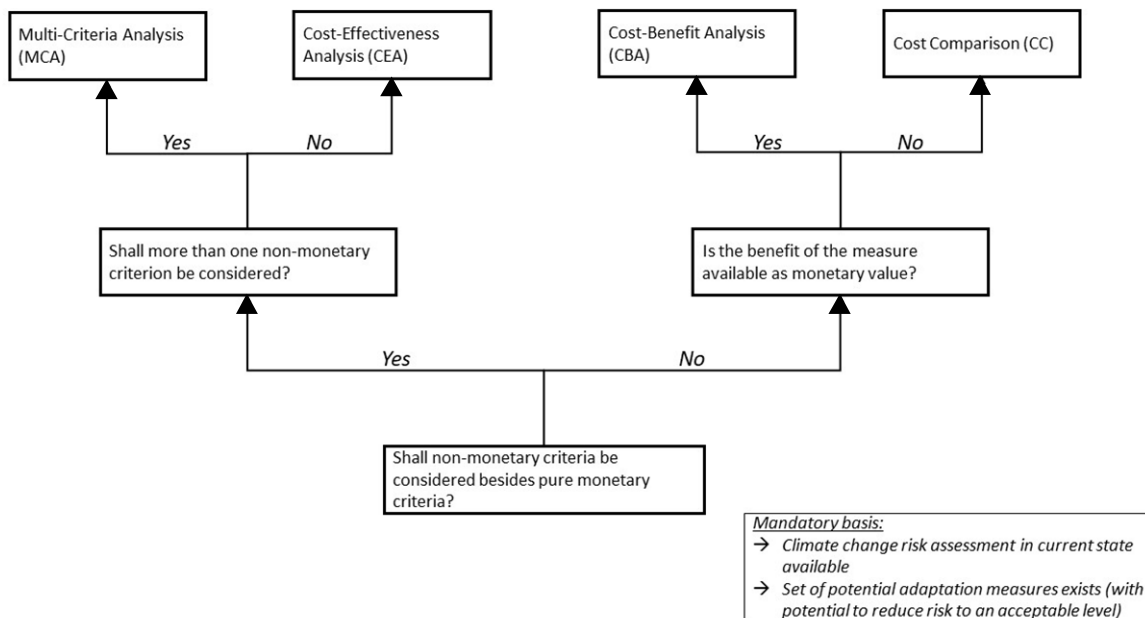 Multi-Criteria Analysis
(MCA)
Cost-Effectiveness
Analysis (CEA)
Cost-Benefit Analysis
(CBA)
Cost Comparison (CC)
Yes
No
Yes
No
Shall more than one non-monetary
criterion be considered?
Is the benefit of the measure
available as monetary value?
Yes
No
Shall non-monetary criteria be
considered besides pure monetary
criteria?
Mandatory basis:
→ Climate change risk assessment in current state
available
→ Set of potential adaptation measures exists (with
potential to reduce risk to an acceptable level)